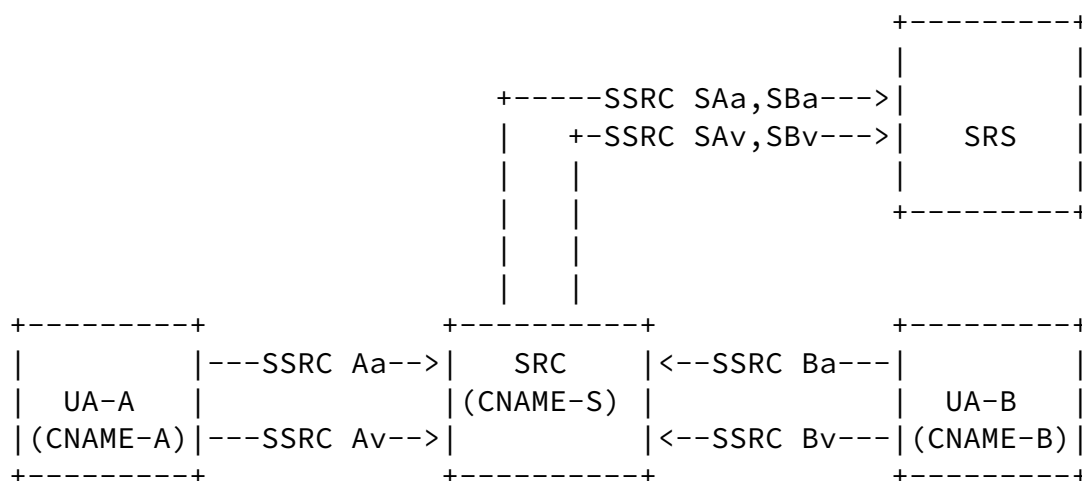 SSRC SAa,SBa
SSRC SAv,SBv SRS
SSRC Aa SRC SSRC Ba
UA-A (CNAME-S) UA-B
(CNAME-A) SSRC Av SSRC Bv (CNAME-B)